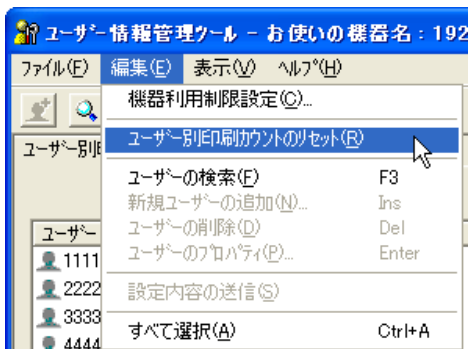 ユーザー情報管理ツール - お使いの機器名 : 192
ファイル(F) 編集(E) 表示(V) ヘルプ(H)
機器利用制限設定(C)...
ユーザー別印刷カウントのリセット(R)
ユーザー別印
ユーザーの検索(F) F3
新規ユーザーの追加(N)... Ins
ユーザーの削除(D) Del
ユーザーのプロパティ(P)... Enter
設定内容の送信(S)
すべて選択(A) Ctrl+A
ユーザー
1111
2222
3333
4444